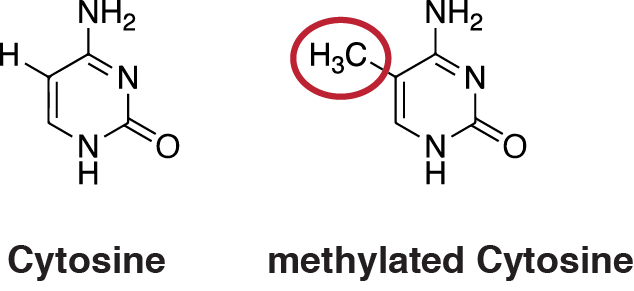 NH₂ NH₂
H H₃C
N N
N O N O
H H
Cytosine methylated Cytosine